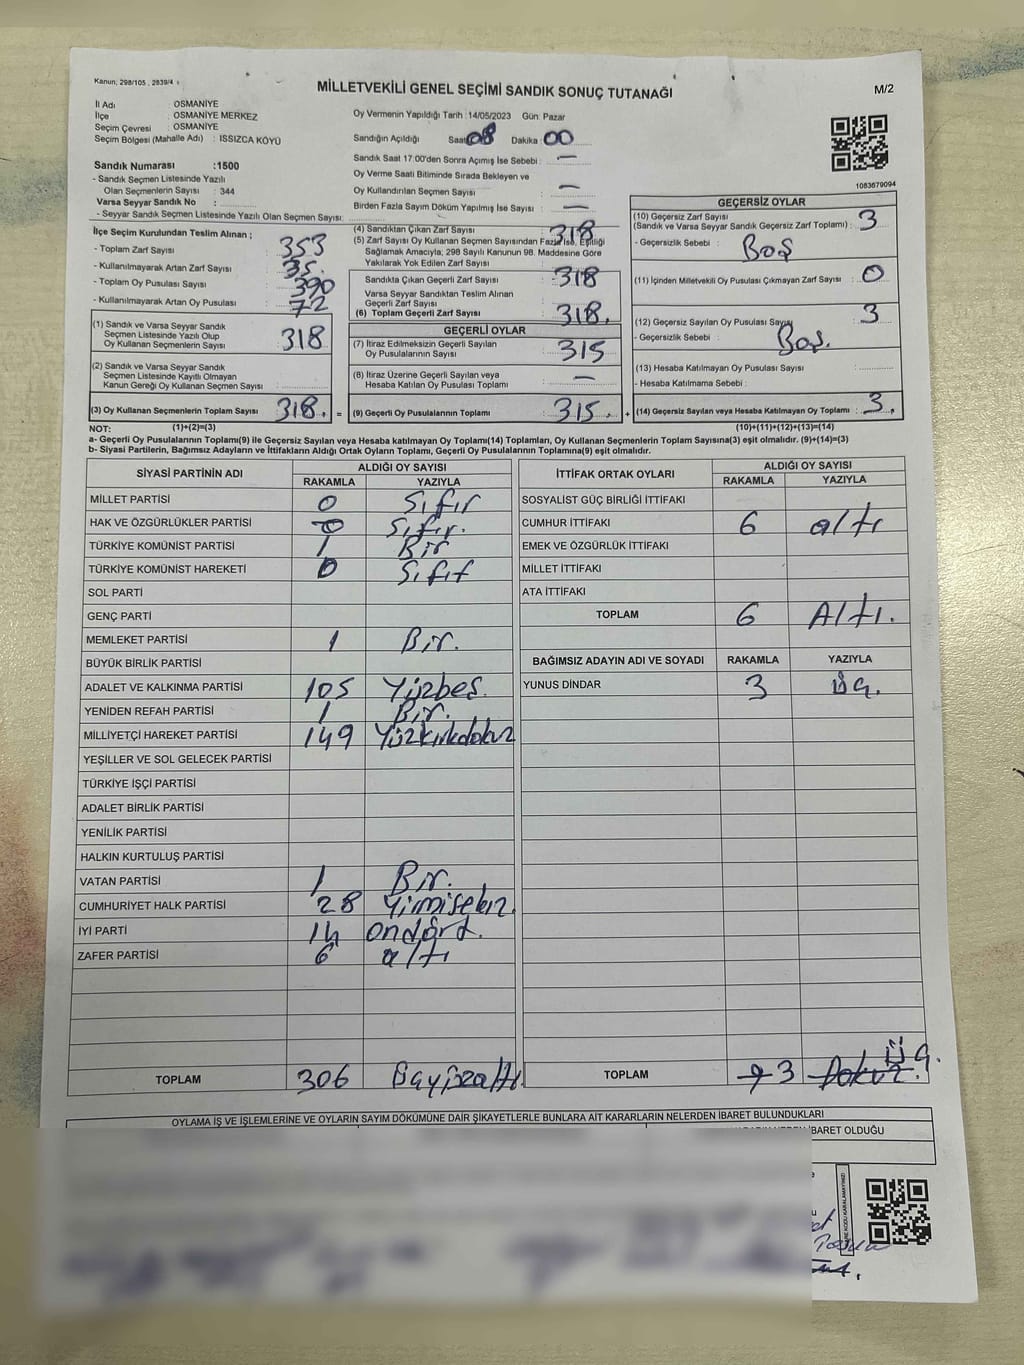 Kanun; 298/105 , 2839/4
MİLLETVEKİLİ GENEL SEÇİMİ SANDIK SONUÇ TUTANAĞI
M/2
İl Adı : OSMANİYE
İlçe : OSMANİYE MERKEZ
Seçim Çevresi : OSMANİYE
Seçim Bölgesi (Mahalle Adı) : ISSIZCA KÖYÜ
Oy Vermenin Yapıldığı Tarih :14/05/2023 Gün: Pazar
Sandığın Açıldığı Saat 08 Dakika : 00
Sandık Saat 17:00'den Sonra Açımış İse Sebebi : —
Oy Verme Saati Bitiminde Sırada Bekleyen ve
Oy Kullandırılan Seçmen Sayısı : —
Birden Fazla Sayım Döküm Yapılmış İse Sayısı : —
1083679094
Sandık Numarası :1500
- Sandık Seçmen Listesinde Yazılı
Olan Seçmenlerin Sayısı : 344
Varsa Seyyar Sandık No :
- Seyyar Sandık Seçmen Listesinde Yazılı Olan Seçmen Sayısı:
İlçe Seçim Kurulundan Teslim Alınan ;
- Toplam Zarf Sayısı : 353
- Kullanılmayarak Artan Zarf Sayısı : 35.
- Toplam Oy Pusulası Sayısı : 390
- Kullanılmayarak Artan Oy Pusulası : 72
(1) Sandık ve Varsa Seyyar Sandık
Seçmen Listesinde Yazılı Olup
Oy Kullanan Seçmenlerin Sayısı : 318
(2) Sandık ve Varsa Seyyar Sandık
Seçmen Listesinde Kayıtlı Olmayan
Kanun Gereği Oy Kullanan Seçmen Sayısı :
(3) Oy Kullanan Seçmenlerin Toplam Sayısı : 318. =
(4) Sandıktan Çıkan Zarf Sayısı : 318
(5) Zarf Sayısı Oy Kullanan Seçmen Sayısından Fazla İse, Eşitliği
Sağlamak Amacıyla; 298 Sayılı Kanunun 98. Maddesine Göre
Yakılarak Yok Edilen Zarf Sayısı :
Sandıkta Çıkan Geçerli Zarf Sayısı : 318
Varsa Seyyar Sandıktan Teslim Alınan
Geçerli Zarf Sayısı :
(6) Toplam Geçerli Zarf Sayısı : 318.
GEÇERLİ OYLAR
(7) İtiraz Edilmeksizin Geçerli Sayılan
Oy Pusulalarının Sayısı : 315
(8) İtiraz Üzerine Geçerli Sayılan veya
Hesaba Katılan Oy Pusulası Toplamı : —
(9) Geçerli Oy Pusulalarının Toplamı : 315. +
GEÇERSİZ OYLAR
(10) Geçersiz Zarf Sayısı
(Sandık ve Varsa Seyyar Sandık Geçersiz Zarf Toplamı) : 3
- Geçersizlik Sebebi : Boş
(11) İçinden Milletvekili Oy Pusulası Çıkmayan Zarf Sayısı : 0
(12) Geçersiz Sayılan Oy Pusulası Sayısı : 3
- Geçersizlik Sebebi : Boş.
(13) Hesaba Katılmayan Oy Pusulası Sayısı :
- Hesaba Katılmama Sebebi :
(14) Geçersiz Sayılan veya Hesaba Katılmayan Oy Toplamı : 3.
NOT: (1)+(2)=(3) (10)+(11)+(12)+(13)=(14)
a- Geçerli Oy Pusulalarının Toplamı(9) ile Geçersiz Sayılan veya Hesaba katılmayan Oy Toplamı(14) Toplamları, Oy Kullanan Seçmenlerin Toplam Sayısına(3) eşit olmalıdır. (9)+(14)=(3)
b- Siyasi Partilerin, Bağımsız Adayların ve İttifakların Aldığı Ortak Oyların Toplamı, Geçerli Oy Pusulalarının Toplamına(9) eşit olmalıdır.
SİYASİ PARTİNİN ADI ALDIĞI OY SAYISI
RAKAMLA YAZIYLA
MİLLET PARTİSİ 0 Sıfır
HAK VE ÖZGÜRLÜKLER PARTİSİ 0 Sıfır.
TÜRKİYE KOMÜNİST PARTİSİ 1 Bir
TÜRKİYE KOMÜNİST HAREKETİ 0 Sıfır
SOL PARTİ
GENÇ PARTİ
MEMLEKET PARTİSİ 1 Bir.
BÜYÜK BİRLİK PARTİSİ
ADALET VE KALKINMA PARTİSİ 105 Yüzbeş.
YENİDEN REFAH PARTİSİ 1 Bir.
MİLLİYETÇİ HAREKET PARTİSİ 149 Yüzkırkdokuz
YEŞİLLER VE SOL GELECEK PARTİSİ
TÜRKİYE İŞÇİ PARTİSİ
ADALET BİRLİK PARTİSİ
YENİLİK PARTİSİ
HALKIN KURTULUŞ PARTİSİ
VATAN PARTİSİ 1 Bir.
CUMHURİYET HALK PARTİSİ 28 Yirmisekiz.
İYİ PARTİ 14 ondört.
ZAFER PARTİSİ 6 altı
TOPLAM 306 Üçyüzaltı.
İTTİFAK ORTAK OYLARI ALDIĞI OY SAYISI
RAKAMLA YAZIYLA
SOSYALİST GÜÇ BİRLİĞİ İTTİFAKI
CUMHUR İTTİFAKI 6 altı
EMEK VE ÖZGÜRLÜK İTTİFAKI
MİLLET İTTİFAKI
ATA İTTİFAKI
TOPLAM 6 Altı.
BAĞIMSIZ ADAYIN ADI VE SOYADI RAKAMLA YAZIYLA
YUNUS DİNDAR 3 üç.
TOPLAM 9 3 Dokuz. Üç.
OYLAMA İŞ VE İŞLEMLERİNE VE OYLARIN SAYIM DÖKÜMÜNE DAİR ŞİKAYETLERLE BUNLARA AİT KARARLARIN NELERDEN İBARET BULUNDUKLARI
İBARET OLDUĞU